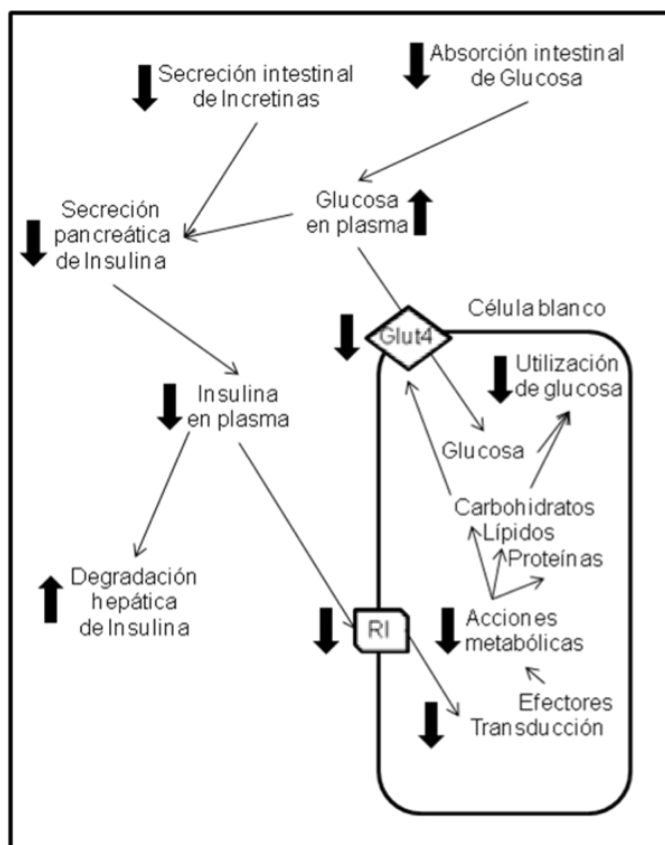 Secreción intestinal
de Incretinas
Absorción intestinal
de Glucosa
Secreción
pancreática
de Insulina
Glucosa
en plasma
Célula blanco
Glut4
Utilización
de glucosa
Insulina
en plasma
Glucosa
Carbohidratos
Lípidos
Proteínas
Degradación
hepática
de Insulina
RI
Acciones
metabólicas
Efectores
Transducción